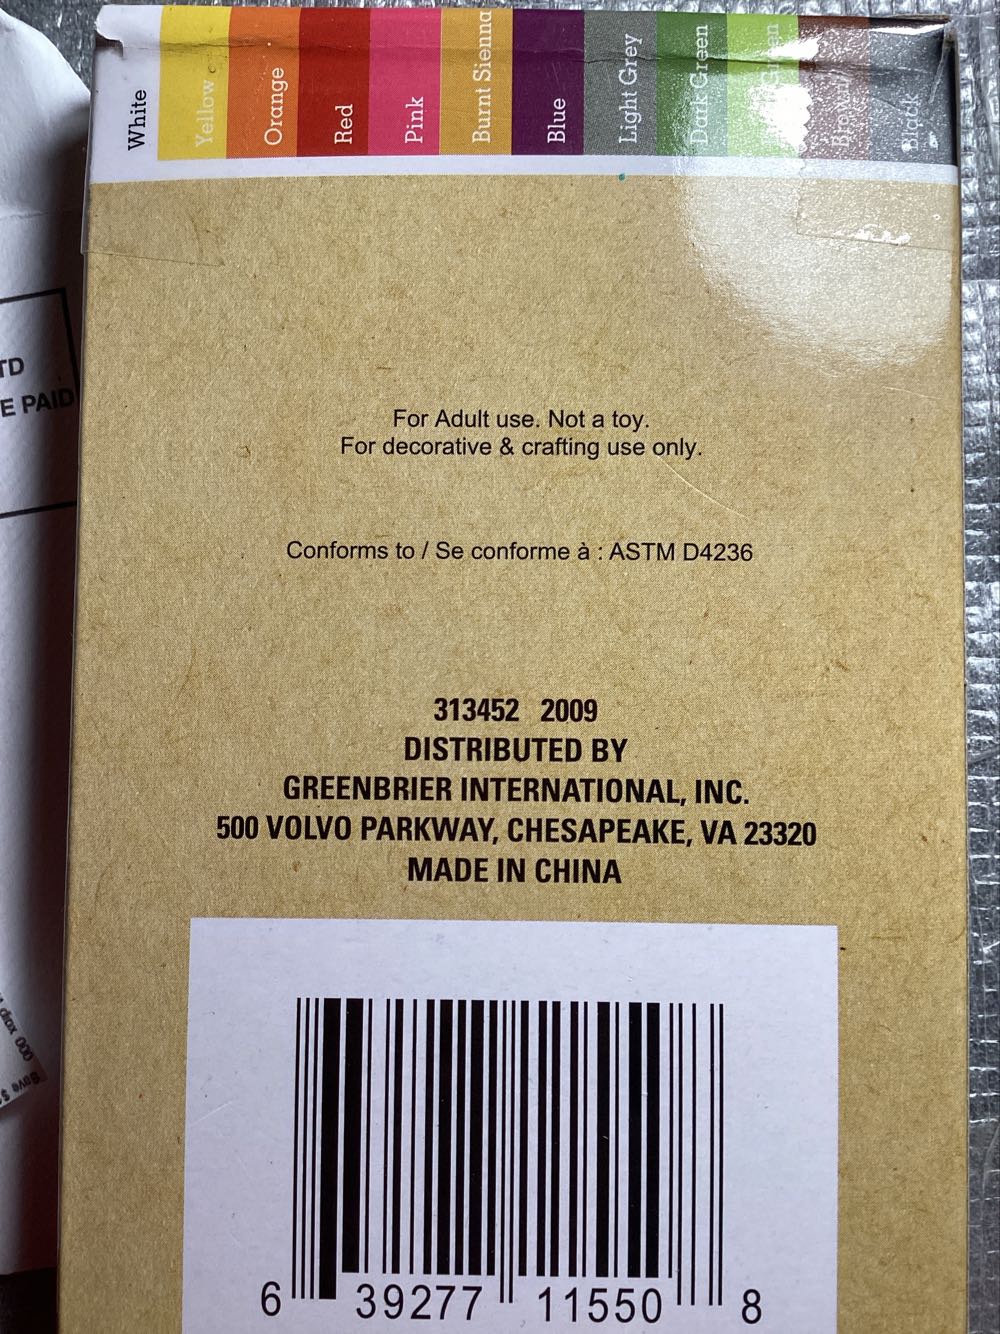 White
Yellow
Orange
Red
Pink
Burnt Sienna
Blue
Light Grey
Dark Green
Green
Black
For Adult use. Not a toy.
For decorative & crafting use only.
Conforms to / Se conforme à : ASTM D4236
313452 2009
DISTRIBUTED BY
GREENBRIER INTERNATIONAL, INC.
500 VOLVO PARKWAY, CHESAPEAKE, VA 23320
MADE IN CHINA
6 39277 11550 8
TD
E PAID
Save $